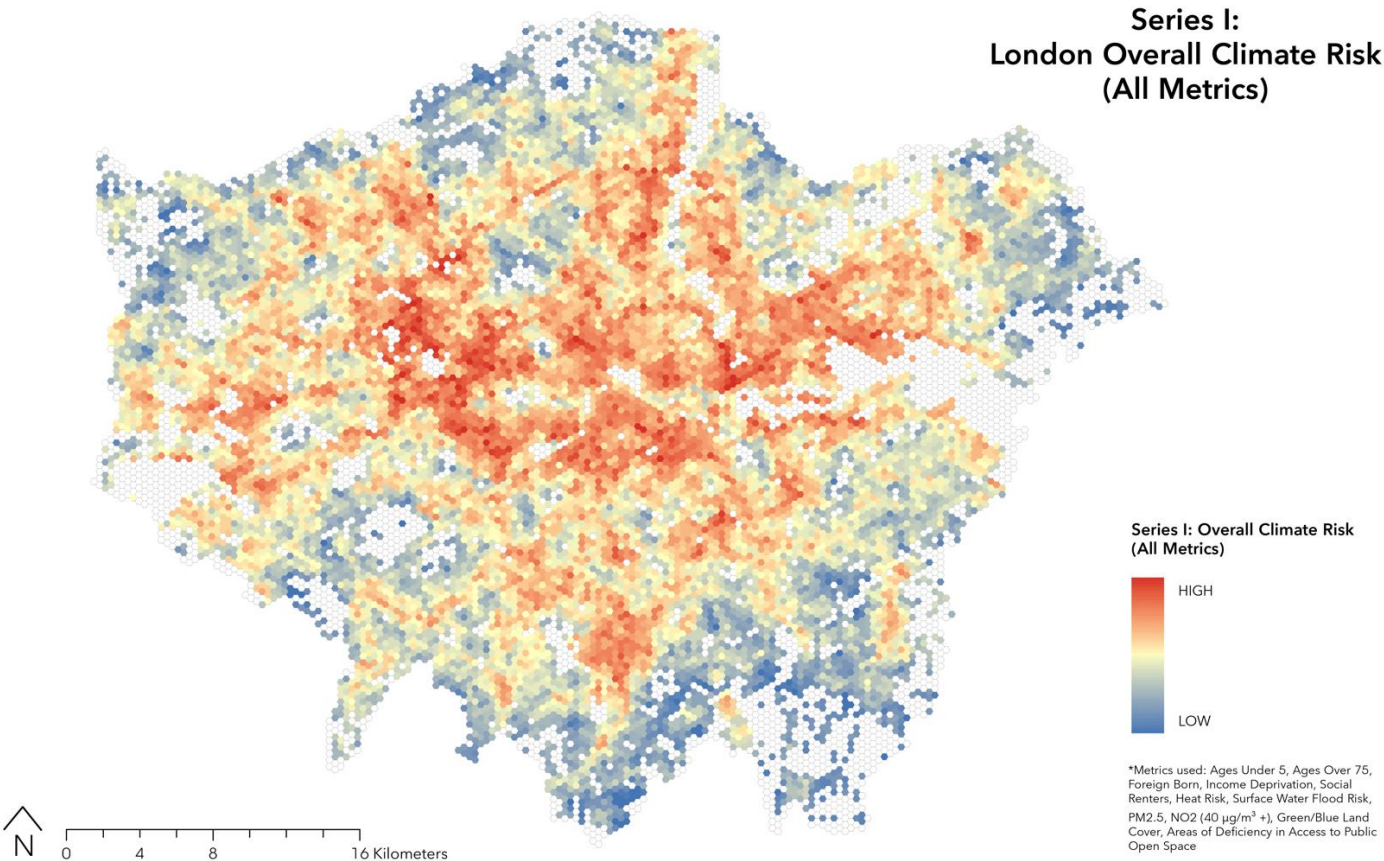 Series I:
London Overall Climate Risk
(All Metrics)
Series I: Overall Climate Risk
(All Metrics)
HIGH
LOW
*Metrics used: Ages Under 5, Ages Over 75,
Foreign Born, Income Deprivation, Social
Renters, Heat Risk, Surface Water Flood Risk,
PM2.5, NO2 (40 µg/m³ +), Green/Blue Land
Cover, Areas of Deficiency in Access to Public
Open Space
N
0 4 8 16 Kilometers